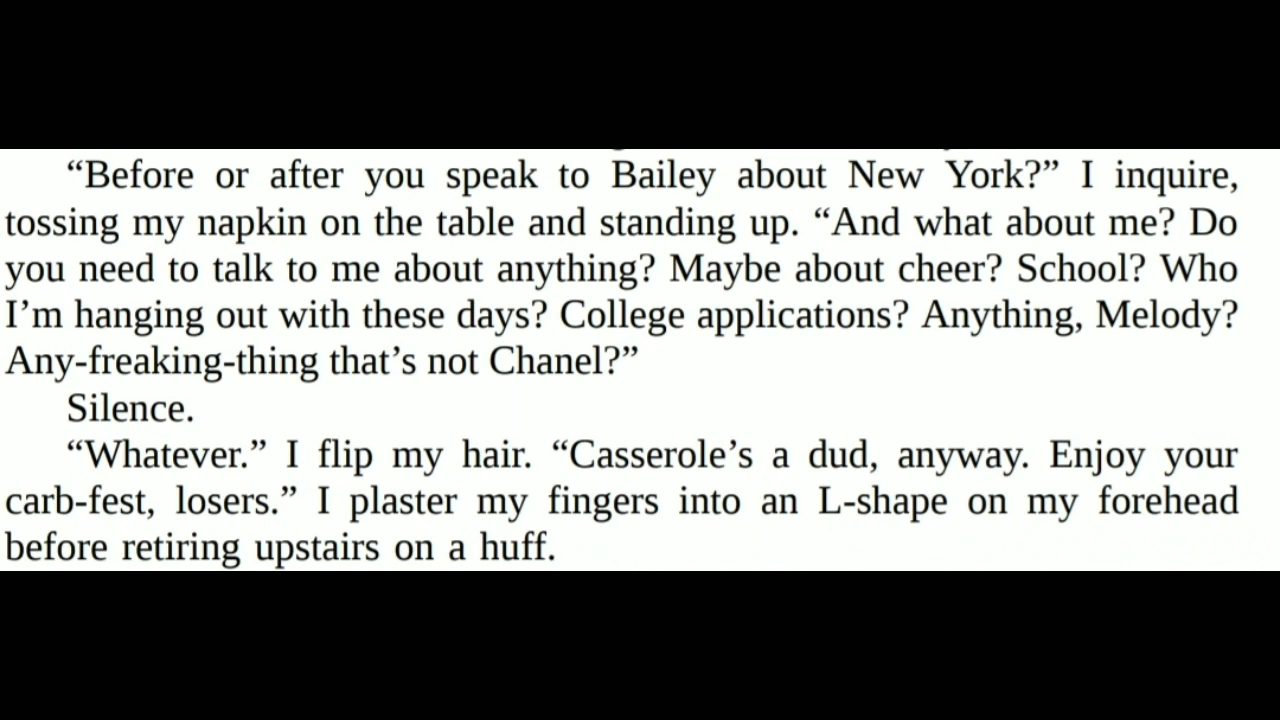 “Before or after you speak to Bailey about New York?” I inquire,
tossing my napkin on the table and standing up. “And what about me? Do
you need to talk to me about anything? Maybe about cheer? School? Who
I’m hanging out with these days? College applications? Anything, Melody?
Any-freaking-thing that’s not Chanel?”
Silence.
“Whatever.” I flip my hair. “Casserole’s a dud, anyway. Enjoy your
carb-fest, losers.” I plaster my fingers into an L-shape on my forehead
before retiring upstairs on a huff.